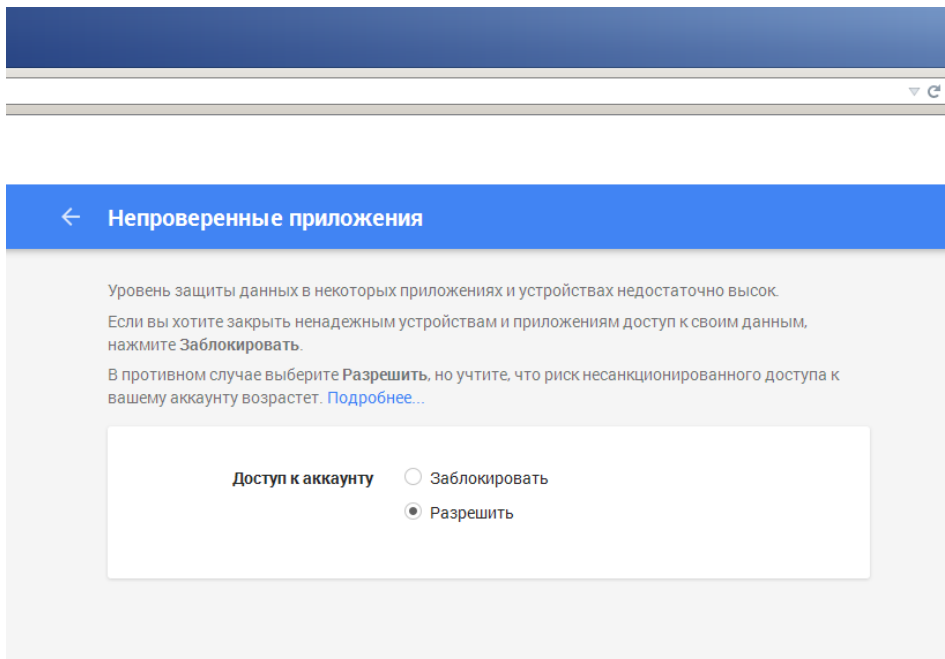 Непроверенные приложения
Уровень защиты данных в некоторых приложениях и устройствах недостаточно высок.
Если вы хотите закрыть ненадежным устройствам и приложениям доступ к своим данным,
нажмите Заблокировать.
В противном случае выберите Разрешить, но учтите, что риск несанкционированного доступа к
вашему аккаунту возрастет. Подробнее...
Доступ к аккаунту Заблокировать
Разрешить